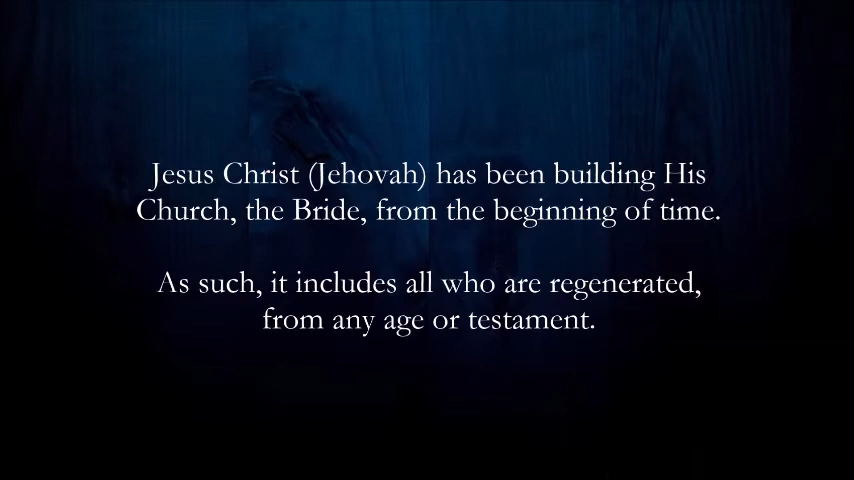 Jesus Christ (Jehovah) has been building His
Church, the Bride, from the beginning of time.
As such, it includes all who are regenerated,
from any age or testament.